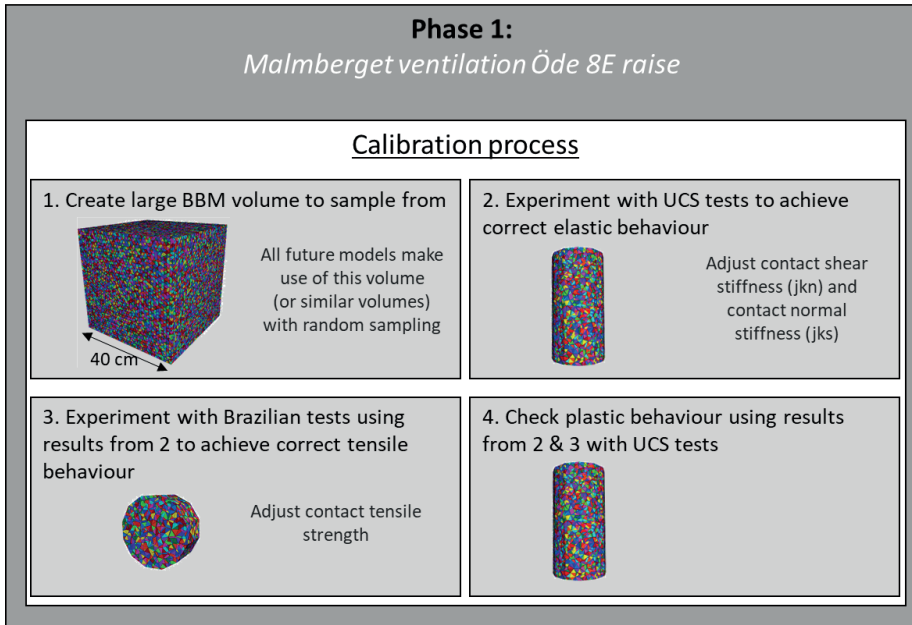 Phase 1:
Malmberget ventilation Öde 8E raise
Calibration process
1. Create large BBM volume to sample from
All future models make
use of this volume
(or similar volumes)
with random sampling
40 cm
2. Experiment with UCS tests to achieve
correct elastic behaviour
Adjust contact shear
stiffness (jkn) and
contact normal
stiffness (jks)
3. Experiment with Brazilian tests using
results from 2 to achieve correct tensile
behaviour
Adjust contact tensile
strength
4. Check plastic behaviour using results
from 2 & 3 with UCS tests